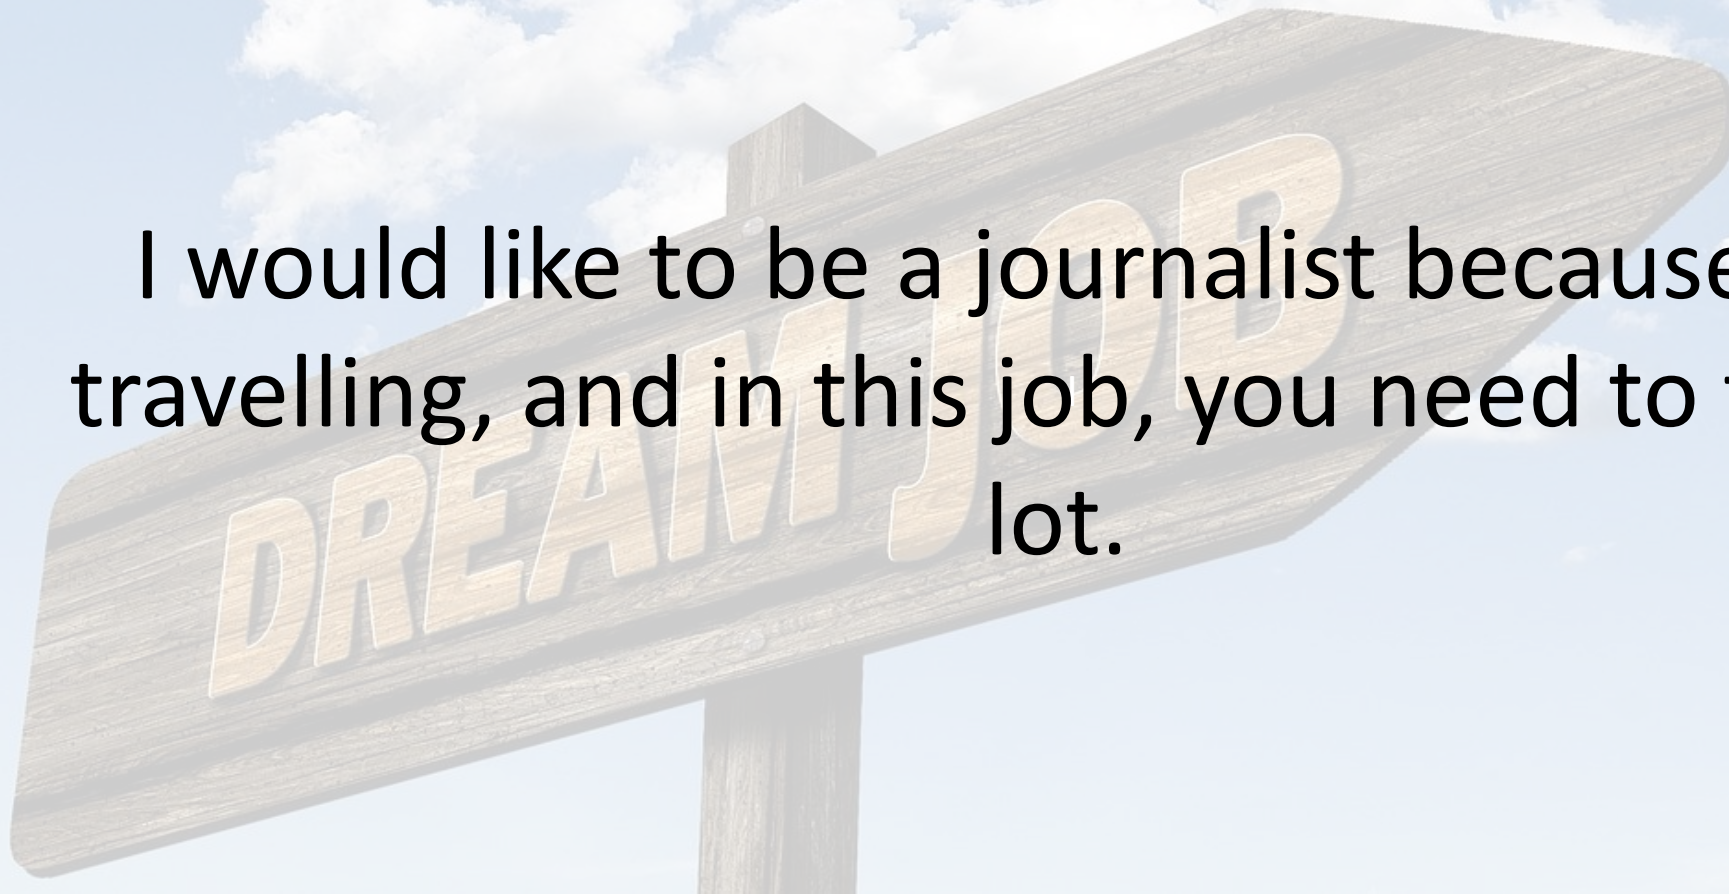 I would like to be a journalist because
travelling, and in this job, you need to
lot.
DREAM JOB